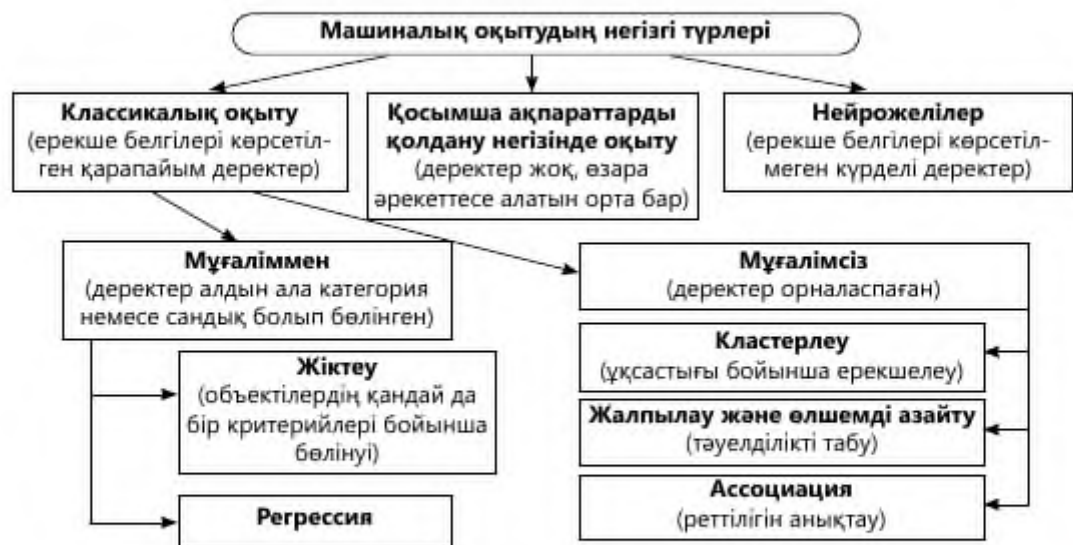 Машиналық оқытудың негізгі түрлері
Классикалық оқыту
(ерекше белгілері көрсетіл-
ген қарапайым деректер)
Қосымша ақпараттарды
қолдану негізінде оқыту
(деректер жоқ, өзара
әрекеттесе алатын орта бар)
Нейрожелілер
(ерекше белгілері көрсетіл-
меген күрделі деректер)
Мұғаліммен
(деректер алдын ала категория
немесе сандық болып бөлінген)
Жіктеу
(объектілердің қандай да
бір критерийлері бойынша
бөлінуі)
Регрессия
Мұғалімсіз
(деректер орналаспаған)
Кластерлеу
(ұқсастығы бойынша ерекшелеу)
Жалпылау және өлшемді азайту
(тәуелділікті табу)
Ассоциация
(реттілігін анықтау)